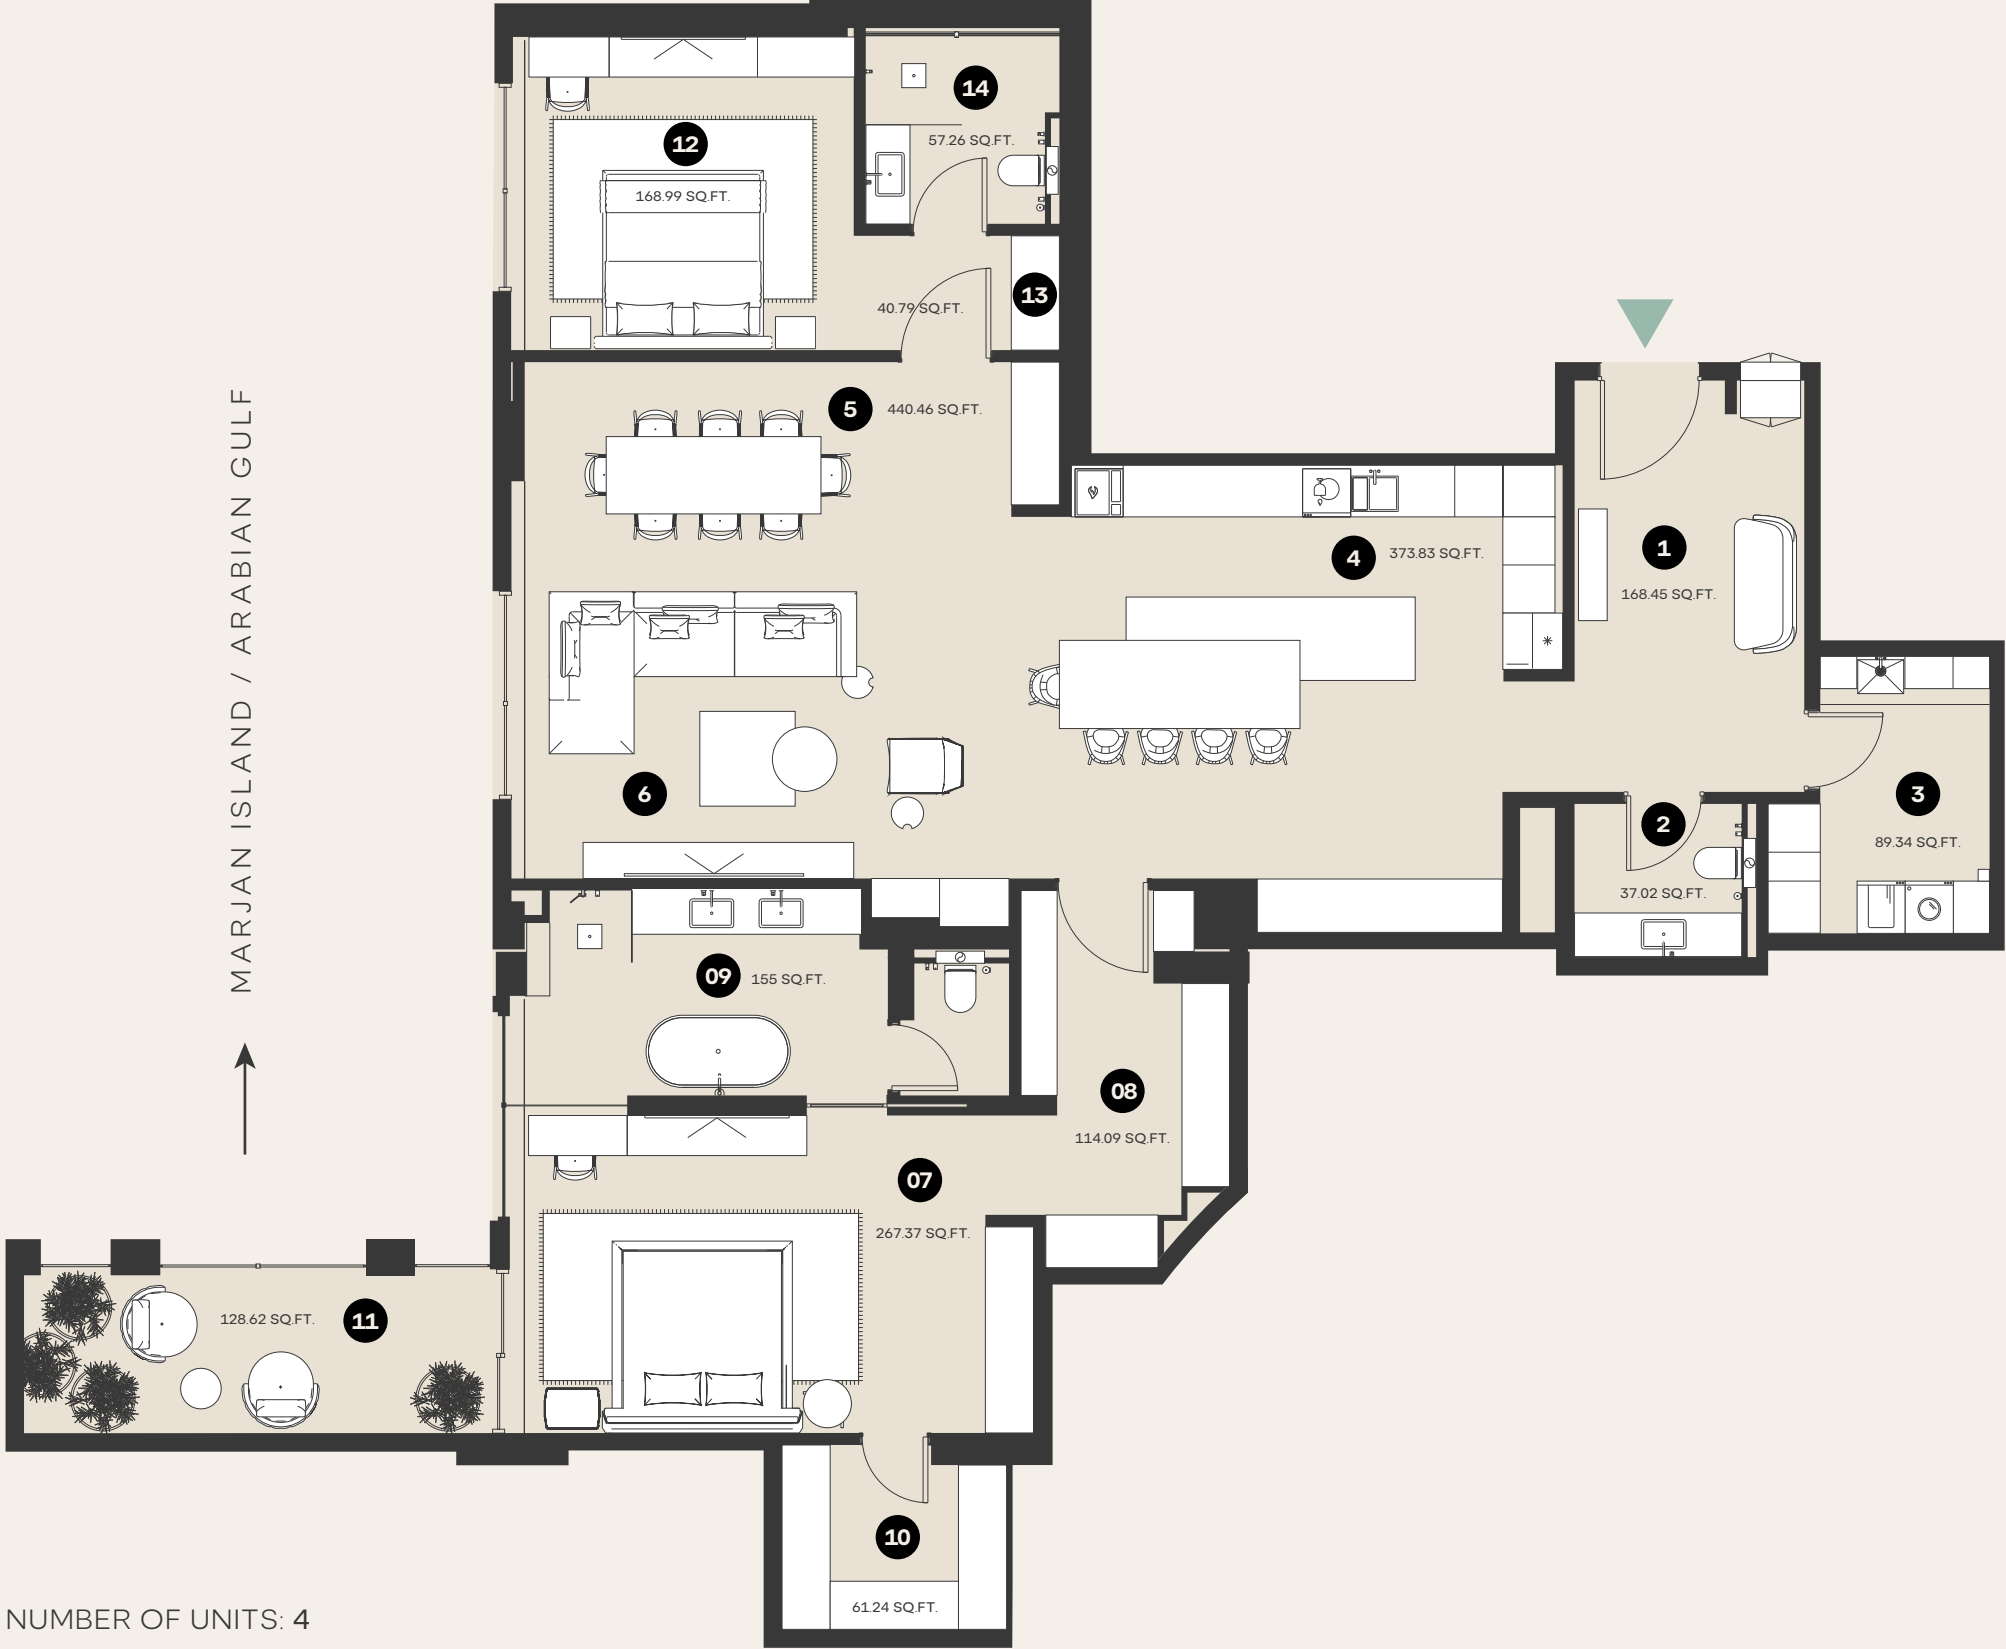 14
57.26 SQ.FT.
12
168.99 SQ.FT.
13
40.79 SQ.FT.
5
440.46 SQ.FT.
4
373.83 SQ.FT.
1
168.45 SQ.FT.
MARJAN ISLAND / ARABIAN GULF
6
2
37.02 SQ.FT.
3
89.34 SQ.FT.
09
155 SQ.FT.
08
114.09 SQ.FT.
07
267.37 SQ.FT.
128.62 SQ.FT.
11
10
61.24 SQ.FT.
NUMBER OF UNITS: 4